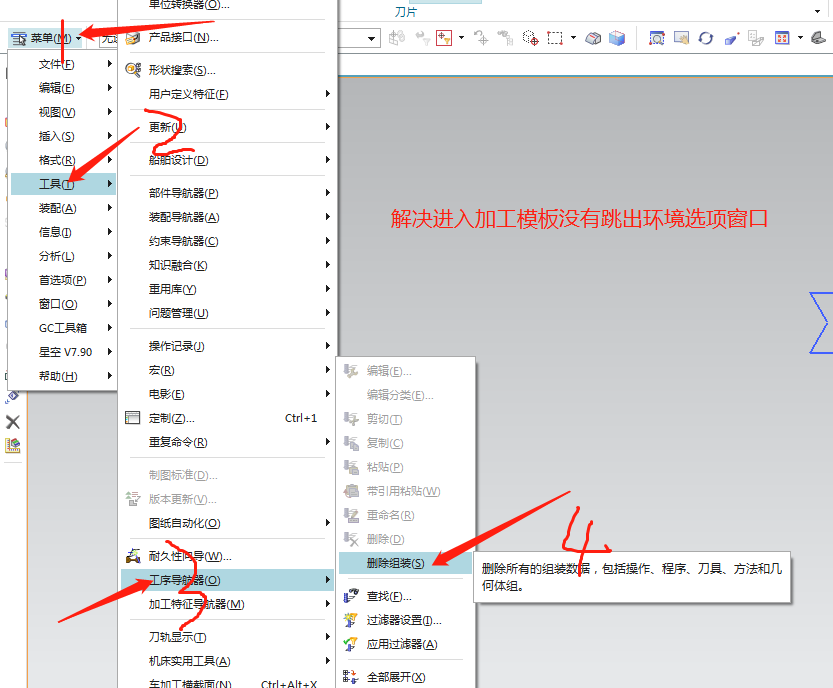 单位转换器(O)...
刀片
菜单(M)
产品接口(N)...
文件(F)
形状搜索(S)...
编辑(E)
用户定义特征(F)
视图(V)
更新(U)
插入(S)
格式(R)
船舶设计(D)
工具(T)
部件导航器(P)
装配(A)
装配导航器(A)
解决进入加工模板没有跳出环境选项窗口
信息(I)
约束导航器(C)
分析(L)
知识融合(K)
首选项(P)
重用库(Y)
窗口(O)
问题管理(U)
GC工具箱
操作记录(J)
星空 V7.90
宏(R)
帮助(H)
电影(E)
定制(Z)... Ctrl+1
重复命令(R)
制图标准(D)...
版本更新(V)...
图纸自动化(O)
耐久性向导(W)...
工序导航器(O)
加工特征导航器(M)
刀轨显示(T)
机床实用工具(A)
车加工横截面(N) Ctrl+Alt+X
编辑(E)...
编辑分类(E)...
剪切(T)
复制(C)
粘贴(P)
带引用粘贴(W)
重命名(R)
删除(D)
删除组装(S)
查找(F)...
过滤器设置(I)...
应用过滤器(A)
全部展开(X)
删除所有的组装数据，包括操作、程序、刀具、方法和几
何体组。
1
2
3
4